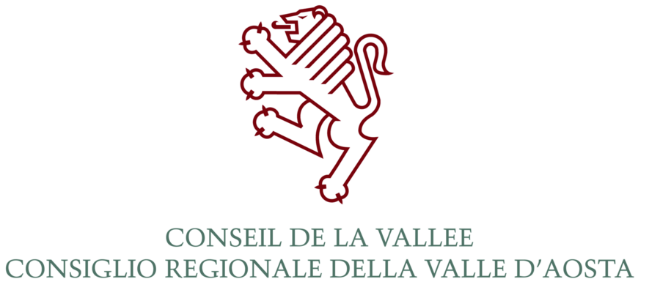 CONSEIL DE LA VALLEE
CONSIGLIO REGIONALE DELLA VALLE D'AOSTA